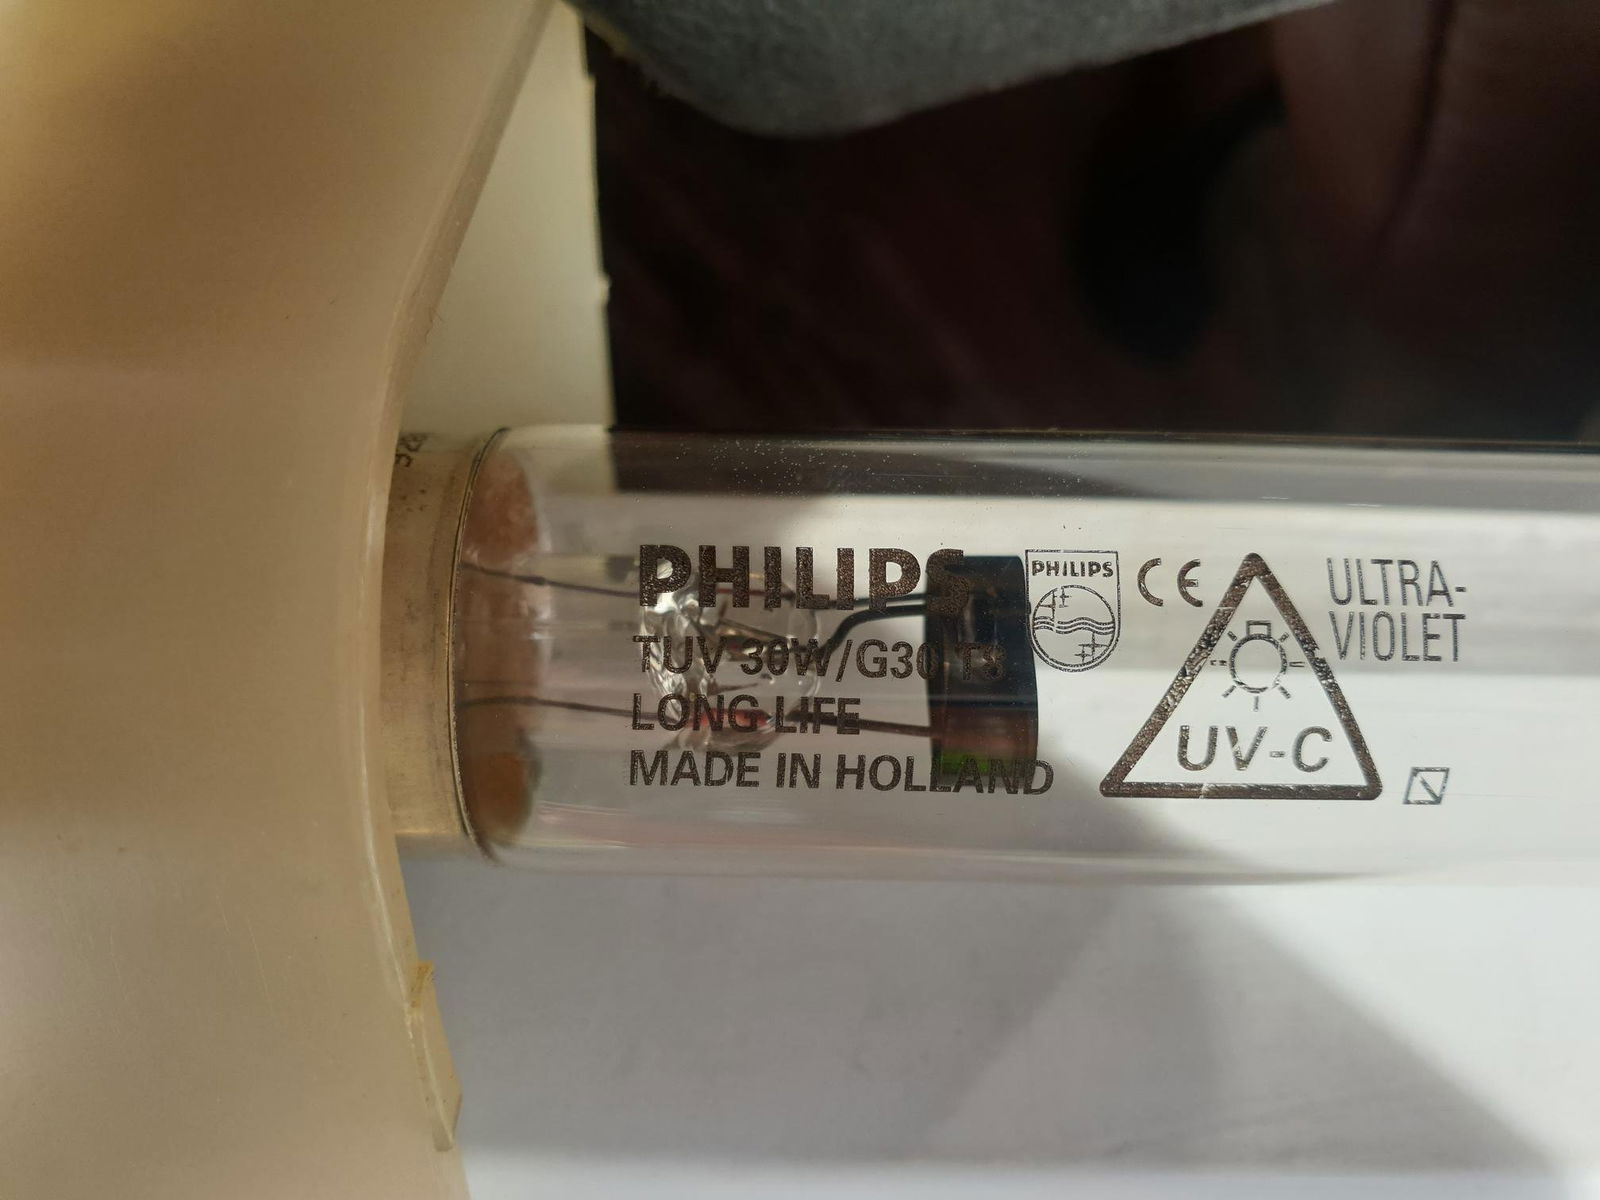 PHILIPS
TUV 30W/G30 T8
LONG LIFE
MADE IN HOLLAND
PHILIPS
CE
UV-C
ULTRA-
VIOLET